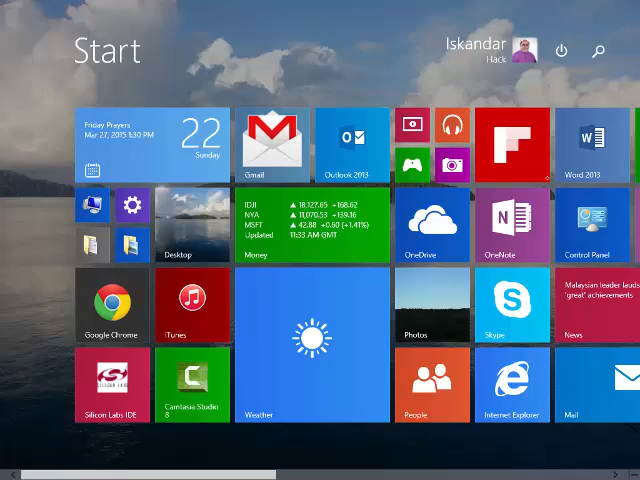 Start
Iskandar
Hack
Friday Prayers
Mar 27, 2015 1:30 PM
22
Sunday
Gmail
Outlook 2013
Word 2013
Desktop
IDJI ▲ 18,127.65 +168.62
NYA ▲ 11,070.53 +139.16
MSFT ▲ 42.88 +0.60 (+1.41%)
Updated 11:33 AM GMT
Money
OneDrive
OneNote
Control Panel
Google Chrome
iTunes
Weather
Photos
Skype
Malaysian leader lauds
'great' achievements
News
SILICON LABS
Silicon Labs IDE
Camtasia Studio
8
People
Internet Explorer
Mail